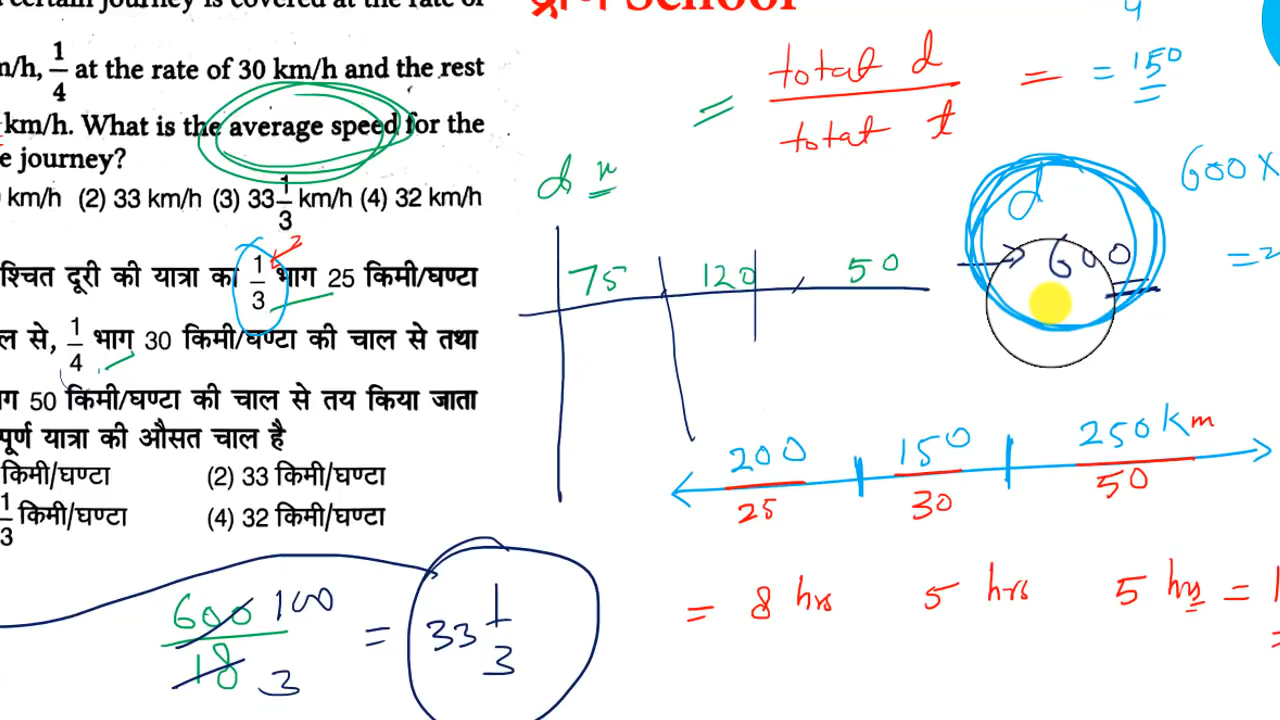 certain journey is covered at the rate of
m/h, 1/4 at the rate of 30 km/h and the rest
km/h. What is the average speed for the
e journey?
km/h (2) 33 km/h (3) 33 1/3 km/h (4) 32 km/h
श्चित दूरी की यात्रा का 1/3 भाग 25 किमी/घण्टा
ल से, 1/4 भाग 30 किमी/घण्टा की चाल से तथा
ग 50 किमी/घण्टा की चाल से तय किया जाता
पूर्ण यात्रा की औसत चाल है
किमी/घण्टा (2) 33 किमी/घण्टा
1/3 किमी/घण्टा (4) 32 किमी/घण्टा
600/18 100/3 = 33 1/3
School
= total d / total t = = 150
4
d
75 120 50
d
600
600 x
=
200 150 250 km
25 30 50
= 8 hrs 5 hrs 5 hrs = 1